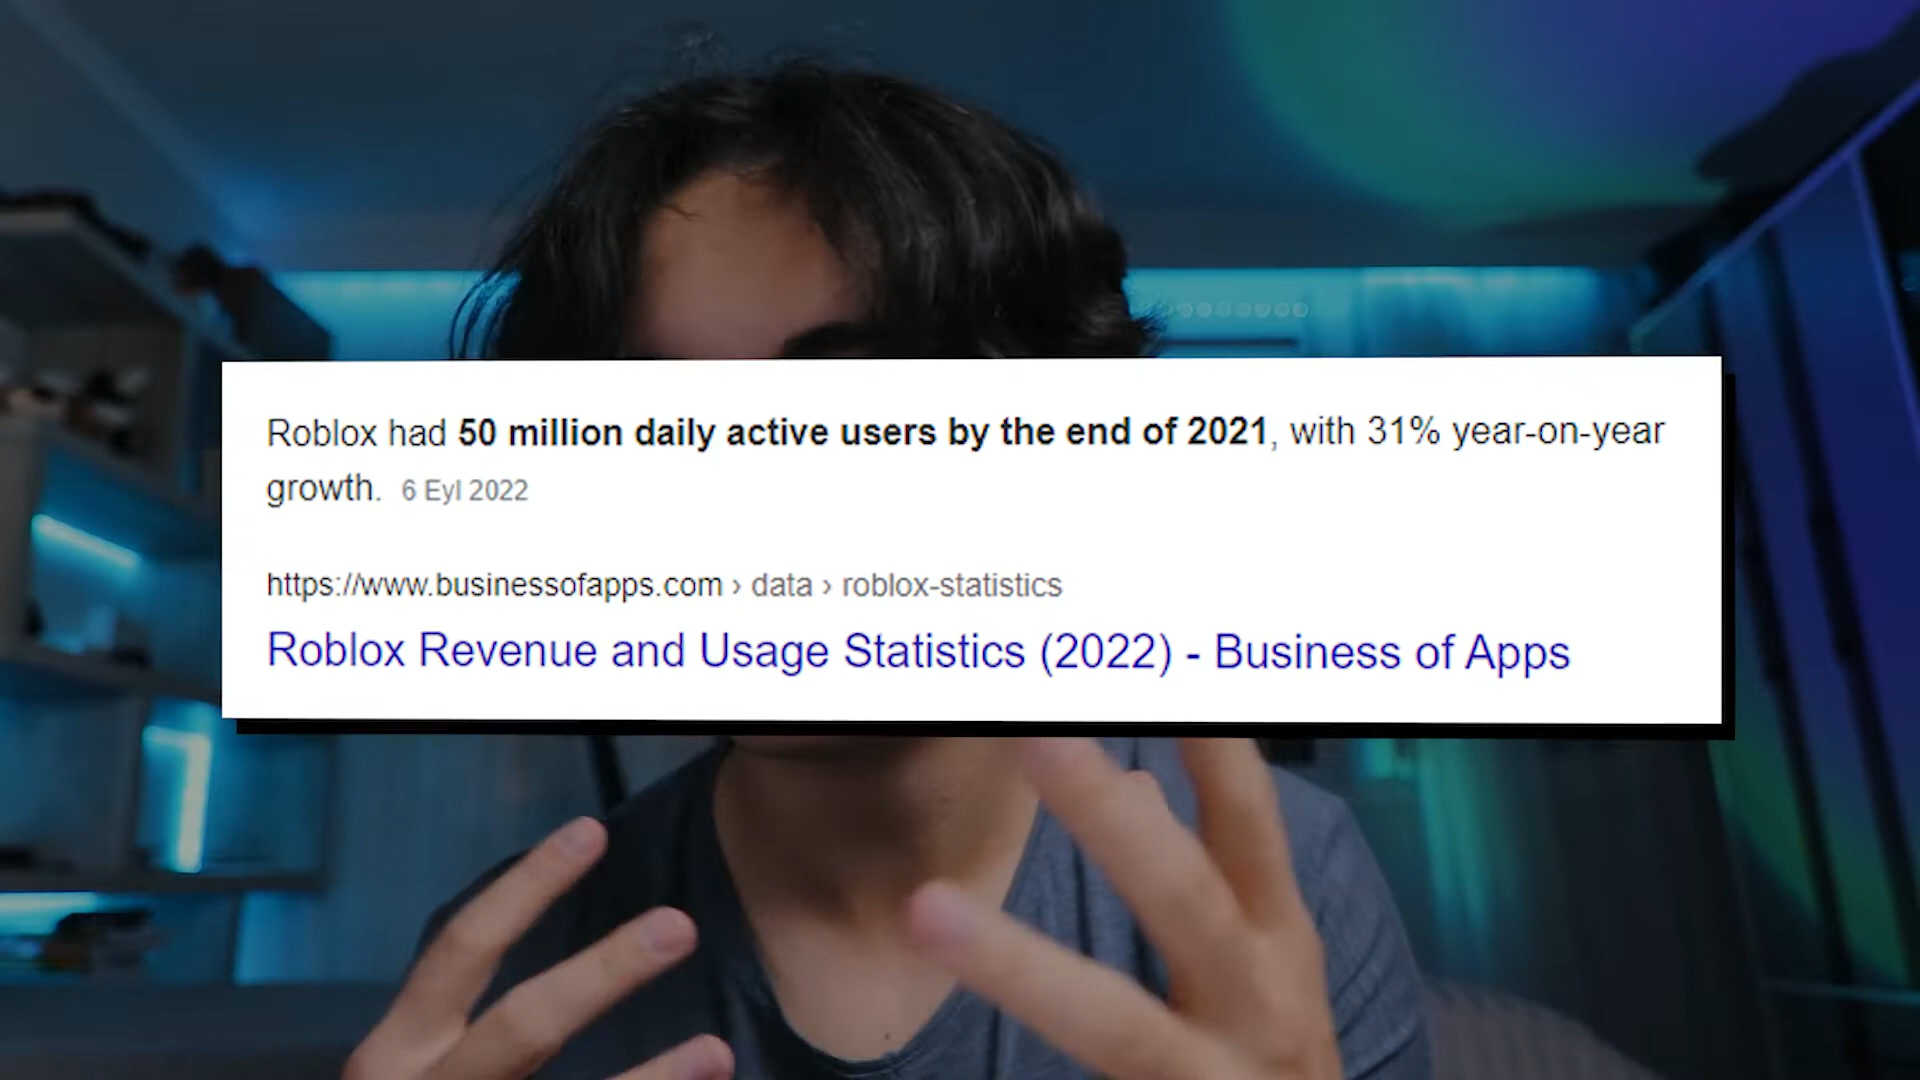 Roblox had 50 million daily active users by the end of 2021, with 31% year-on-year
growth. 6 Eyl 2022
https://www.businessofapps.com › data › roblox-statistics
Roblox Revenue and Usage Statistics (2022) - Business of Apps